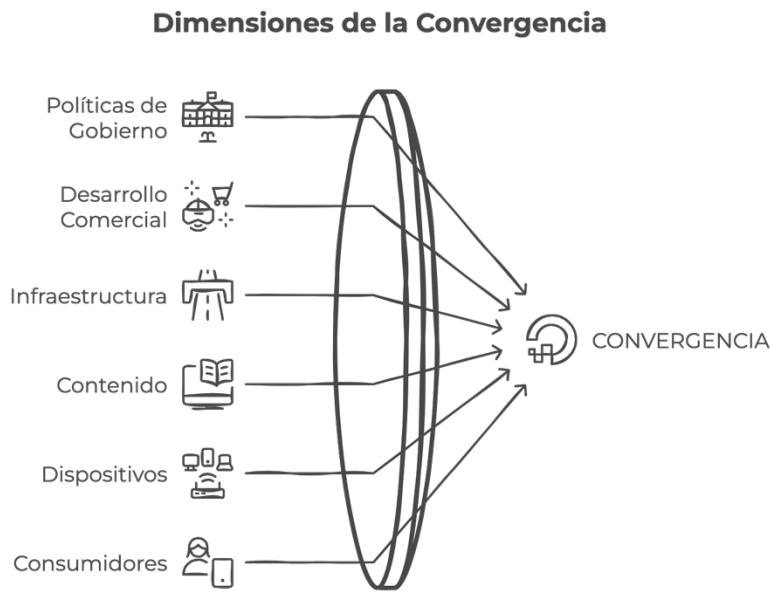 Dimensiones de la Convergencia
Políticas de
Gobierno
Desarrollo
Comercial
Infraestructura
Contenido
Dispositivos
Consumidores
CONVERGENCIA